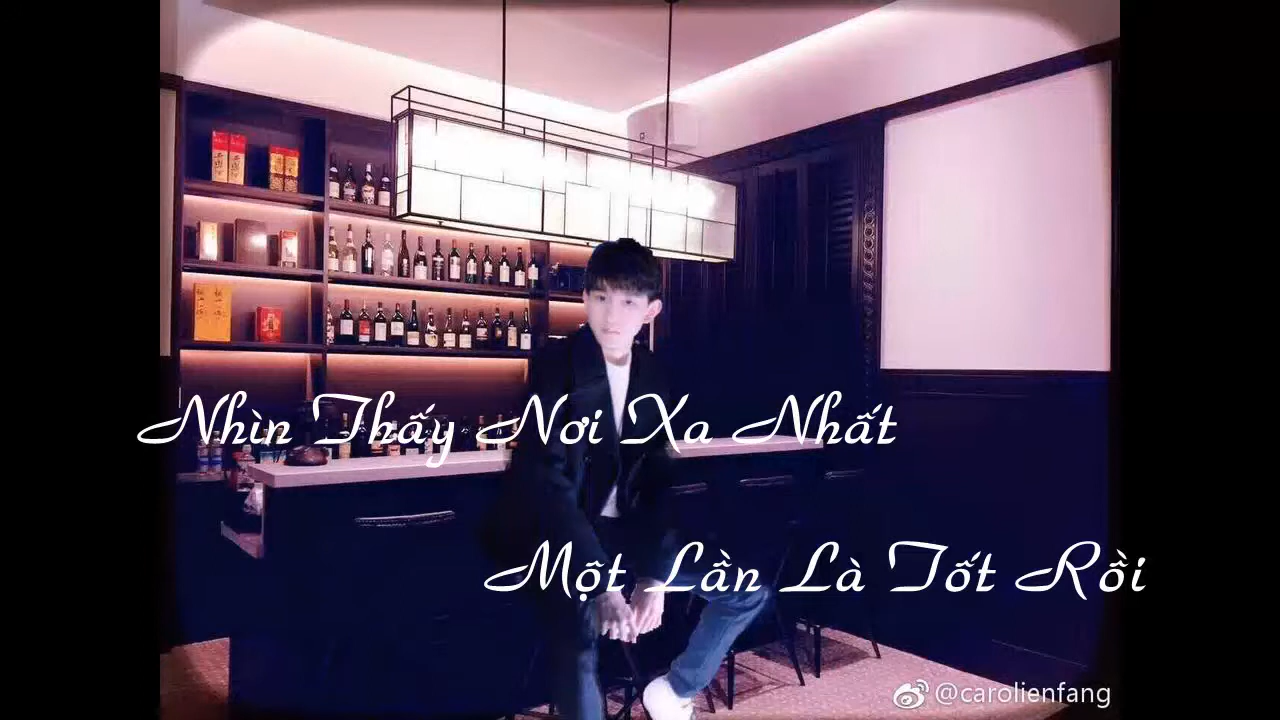 Nhìn Thấy Nơi Xa Nhất
Một Lần Là Tốt Rồi
@carolienfang